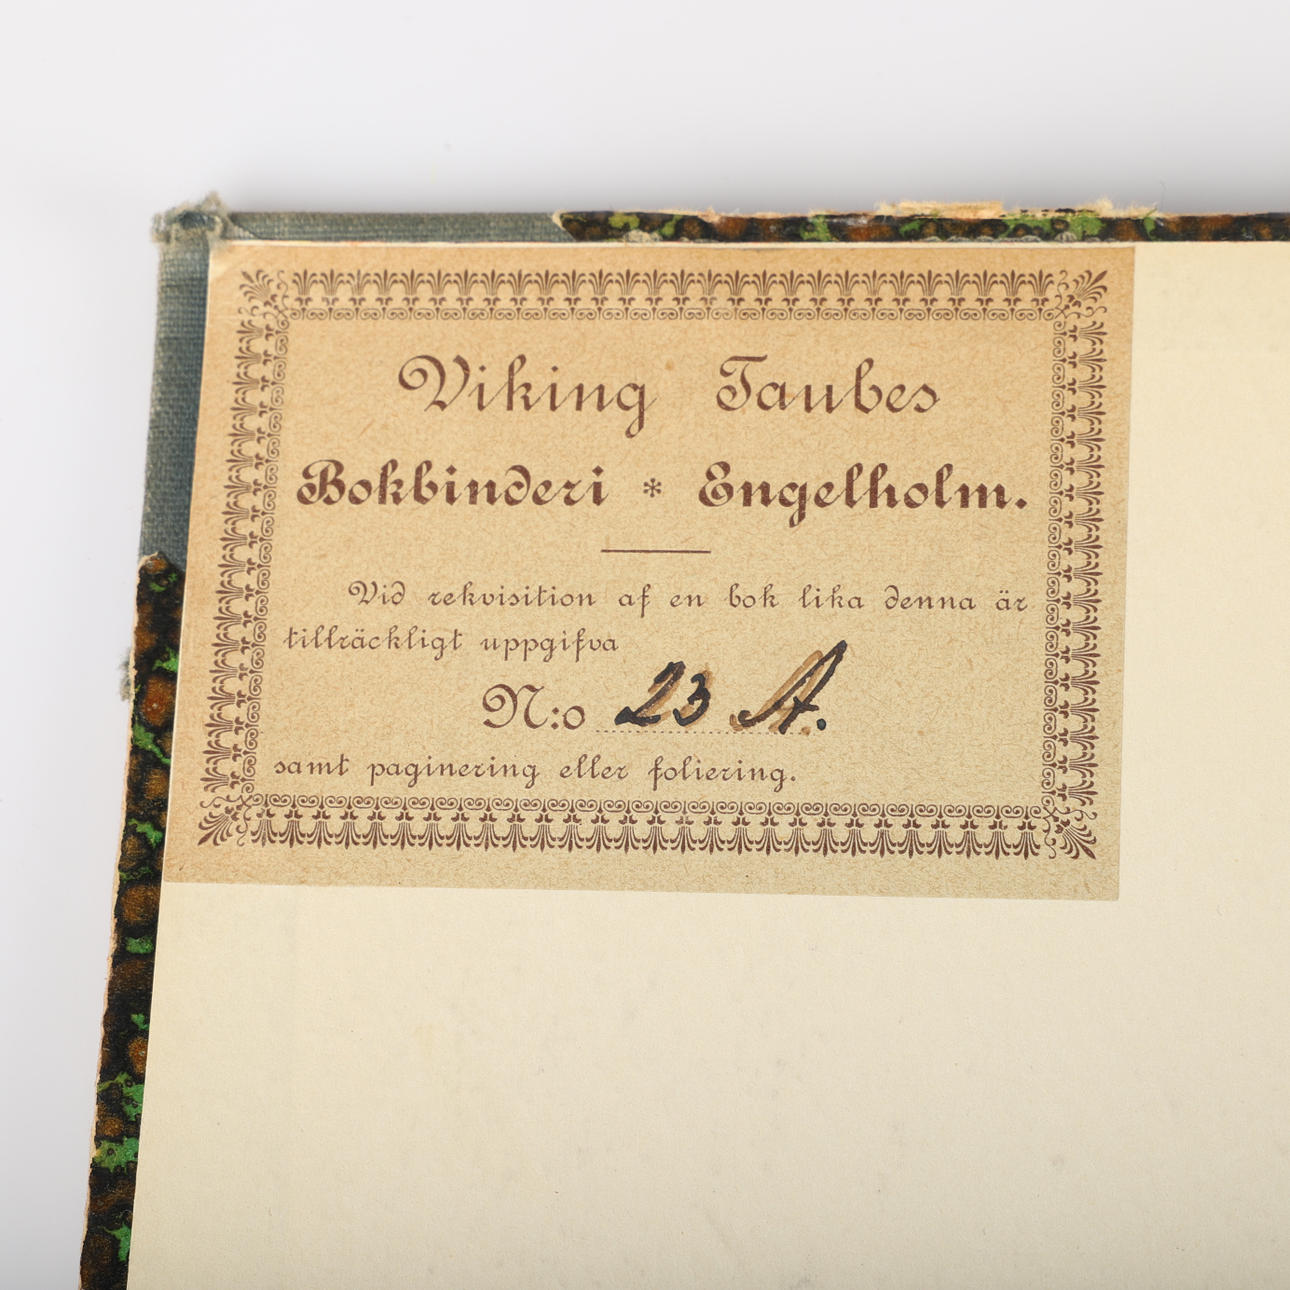 Viking Taubes
Bokbinderi * Engelholm.
Vid rekvisition af en bok lika denna är
tillräckligt uppgifva
N:o 23 A.
samt paginering eller foliering.